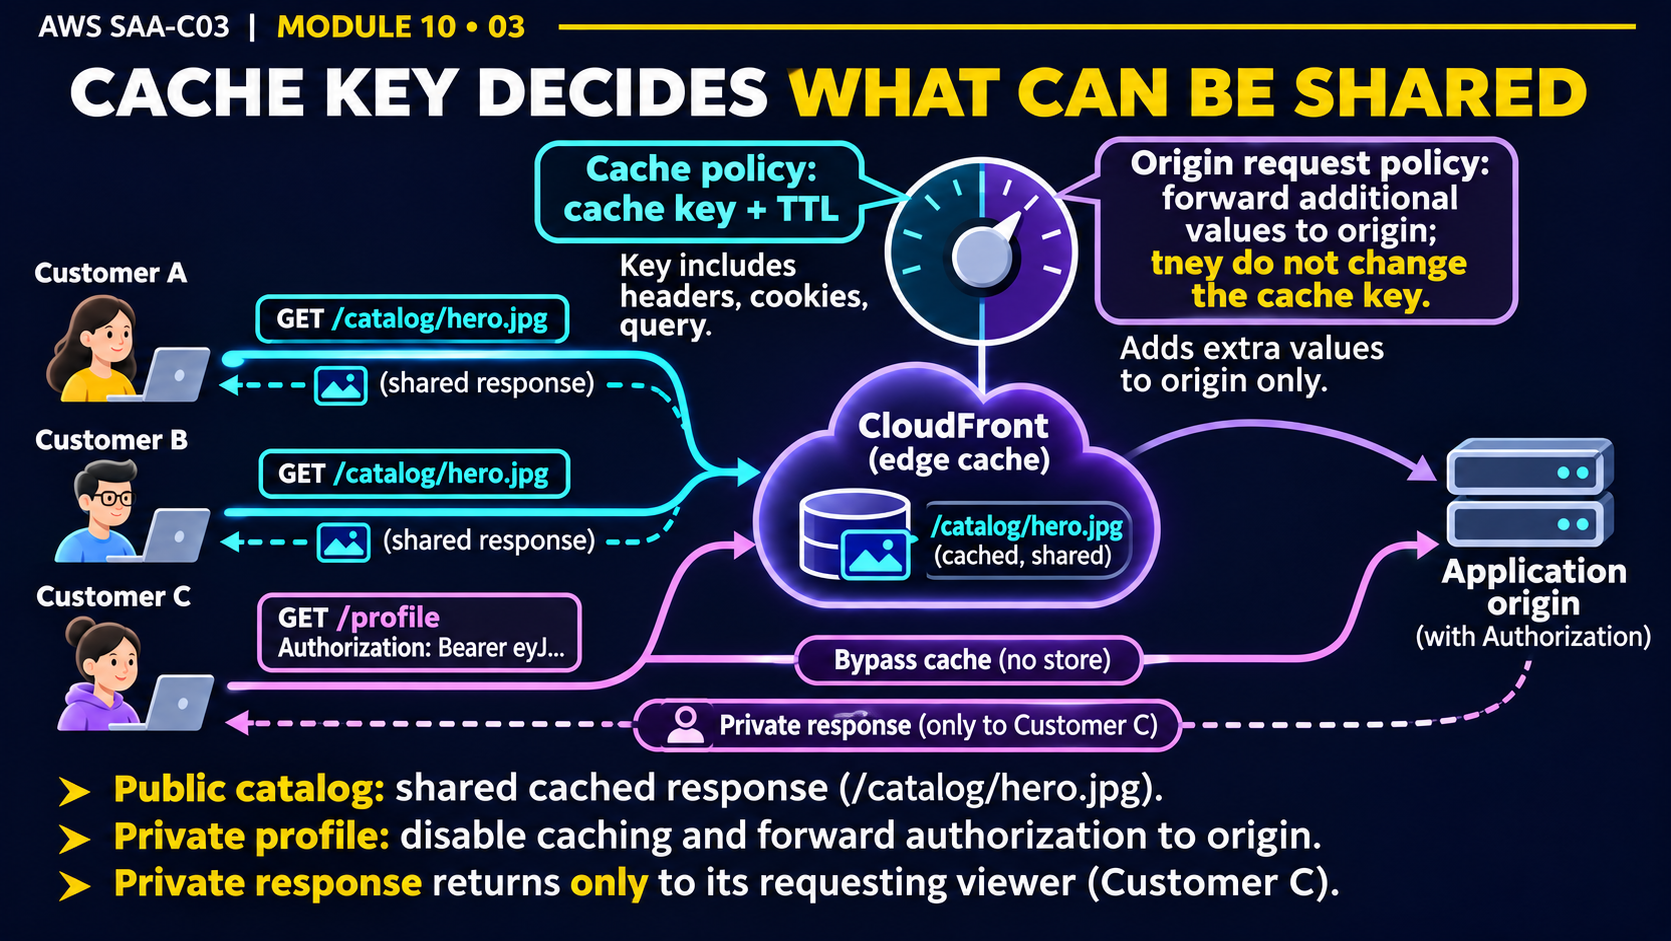 AWS SAA-C03 | MODULE 10 • 03
CACHE KEY DECIDES WHAT CAN BE SHARED
Cache policy:
cache key + TTL
Key includes
headers, cookies,
query.
Origin request policy:
forward additional
values to origin;
tney do not change
the cache key.
Adds extra values
to origin only.
Customer A
GET /catalog/hero.jpg
(shared response)
Customer B
GET /catalog/hero.jpg
(shared response)
Customer C
GET /profile
Authorization: Bearer eyJ...
CloudFront
(edge cache)
/catalog/hero.jpg
(cached, shared)
Application
origin
(with Authorization)
Bypass cache (no store)
Private response (only to Customer C)
➤ Public catalog: shared cached response (/catalog/hero.jpg).
➤ Private profile: disable caching and forward authorization to origin.
➤ Private response returns only to its requesting viewer (Customer C).